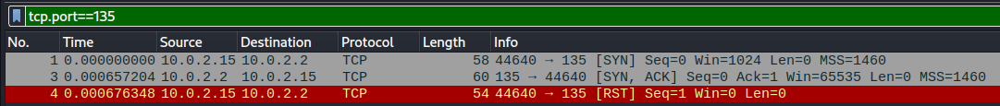 tcp.port==135
No. Time Source Destination Protocol Length Info
1 0.000000000 10.0.2.15 10.0.2.2 TCP 58 44640 → 135 [SYN] Seq=0 Win=1024 Len=0 MSS=1460
3 0.000657204 10.0.2.2 10.0.2.15 TCP 60 135 → 44640 [SYN, ACK] Seq=0 Ack=1 Win=65535 Len=0 MSS=1460
4 0.000676348 10.0.2.15 10.0.2.2 TCP 54 44640 → 135 [RST] Seq=1 Win=0 Len=0